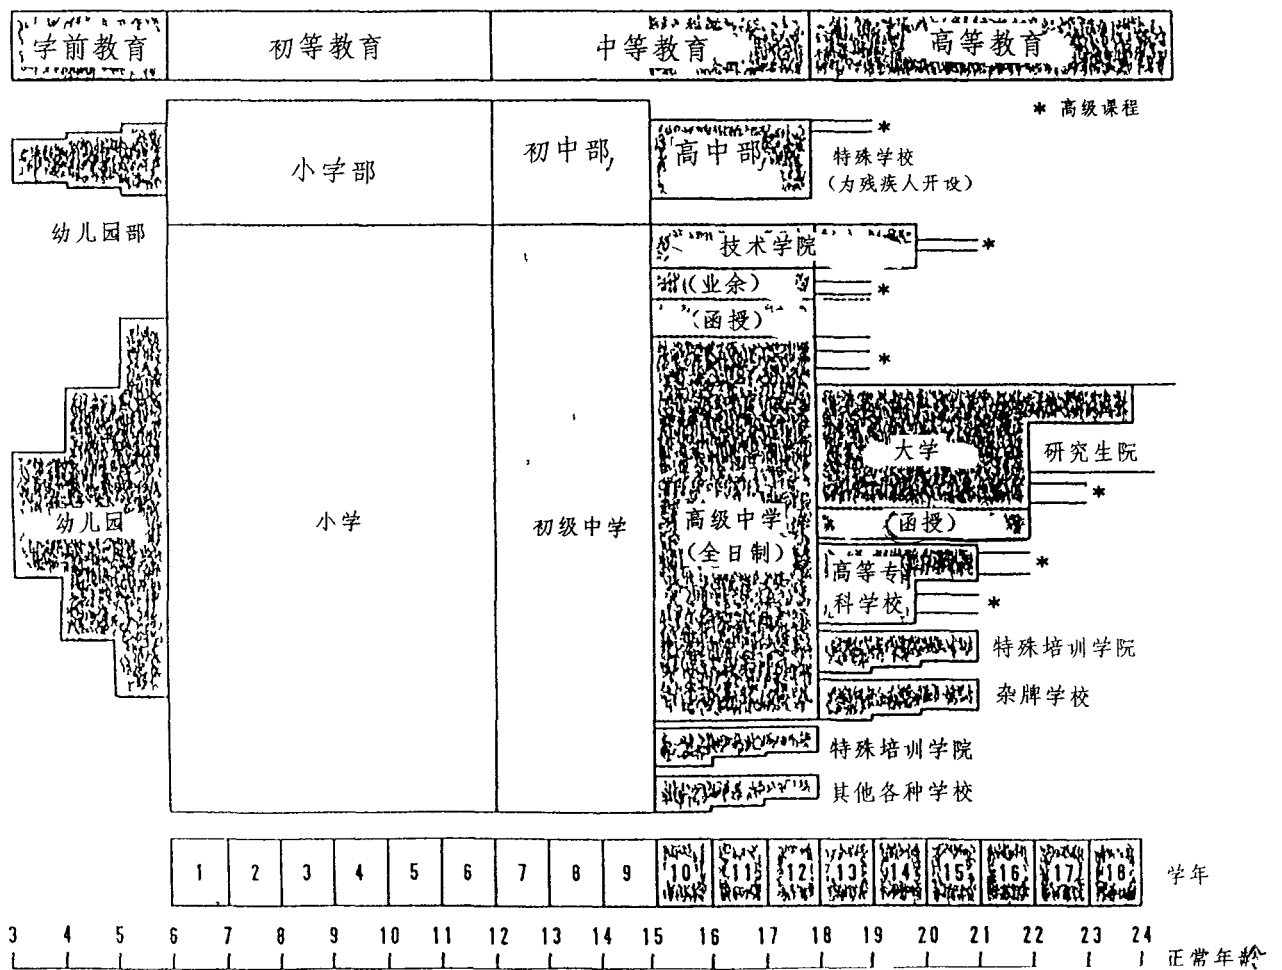 学前教育 初等教育 中等教育 高等教育
* 高级课程
小学部 初中部 高中部 *
特殊学校
(为残疾人开设)
幼儿园部
技术学院 *
(业余) *
(函授)
*
大学
研究生院
*
幼儿园 小学 初级中学 高级中学
(全日制)
(函授)
高等专
科学校
*
*
特殊培训学院
杂牌学校
特殊培训学院
其他各种学校
1 2 3 4 5 6 7 8 9 10 11 12 13 14 15 16 17 18 学年
3 4 5 6 7 8 9 10 11 12 13 14 15 16 17 18 19 20 21 22 23 24 正常年龄